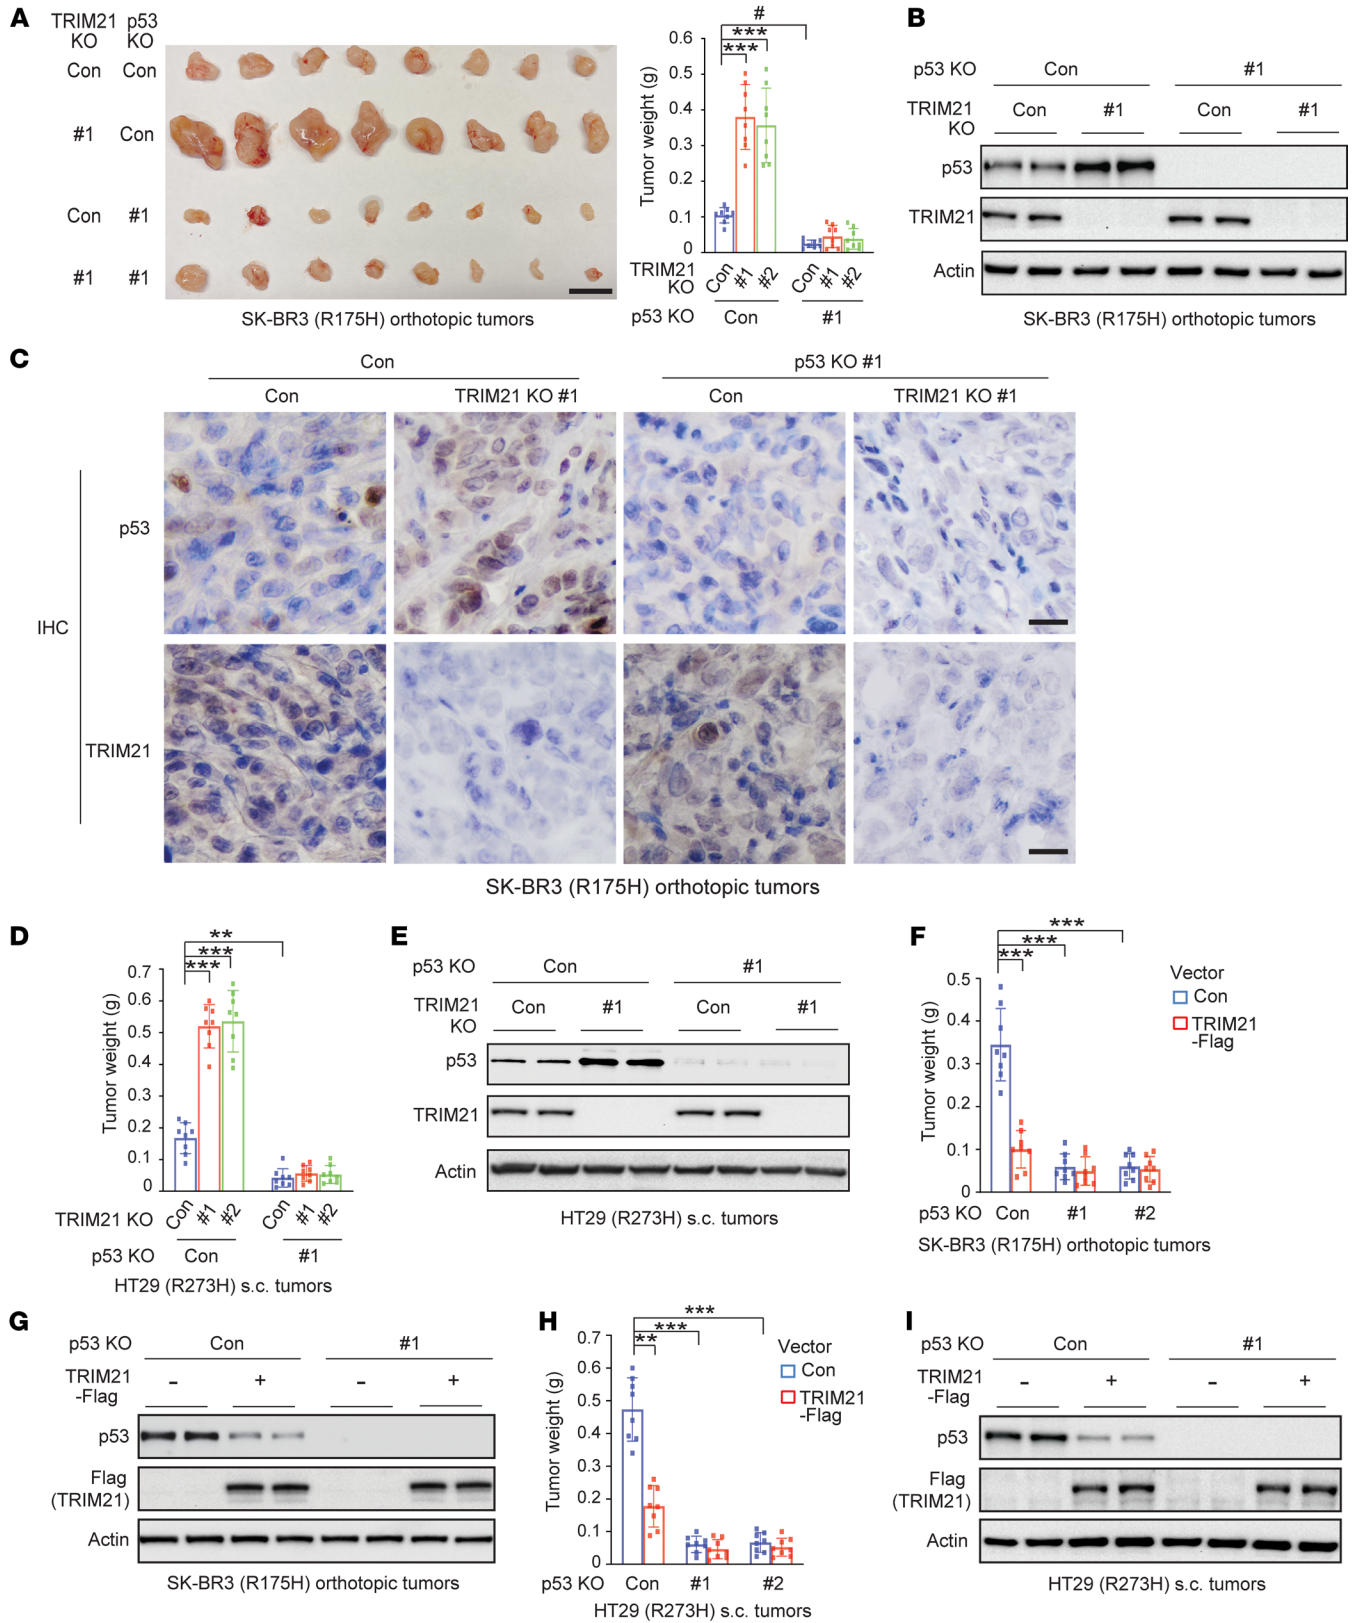 A
TRIM21 p53
KO KO
Con Con
#1 Con
Con #1
#1 #1
SK-BR3 (R175H) orthotopic tumors
#
***
***
Tumor weight (g)
0.6
0.5
0.4
0.3
0.2
0.1
0
TRIM21
KO
Con #1 #2 Con #1 #2
p53 KO Con #1
B
p53 KO Con #1
TRIM21
KO
Con #1 Con #1
p53
TRIM21
Actin
SK-BR3 (R175H) orthotopic tumors
C
Con p53 KO #1
Con TRIM21 KO #1 Con TRIM21 KO #1
IHC
p53
TRIM21
SK-BR3 (R175H) orthotopic tumors
D
**
***
***
Tumor weight (g)
0.7
0.6
0.5
0.4
0.3
0.2
0.1
0
TRIM21 KO Con #1 #2 Con #1 #2
p53 KO Con #1
HT29 (R273H) s.c. tumors
E
p53 KO Con #1
TRIM21
KO
Con #1 Con #1
p53
TRIM21
Actin
HT29 (R273H) s.c. tumors
F
***
***
***
Tumor weight (g)
0.5
0.4
0.3
0.2
0.1
0
Vector
Con
TRIM21
-Flag
p53 KO Con #1 #2
SK-BR3 (R175H) orthotopic tumors
G
p53 KO Con #1
TRIM21
-Flag
- + - +
p53
Flag
(TRIM21)
Actin
SK-BR3 (R175H) orthotopic tumors
H
***
***
**
Tumor weight (g)
0.7
0.6
0.5
0.4
0.3
0.2
0.1
0
Vector
Con
TRIM21
-Flag
p53 KO Con #1 #2
HT29 (R273H) s.c. tumors
I
p53 KO Con #1
TRIM21
-Flag
- + - +
p53
Flag
(TRIM21)
Actin
HT29 (R273H) s.c. tumors